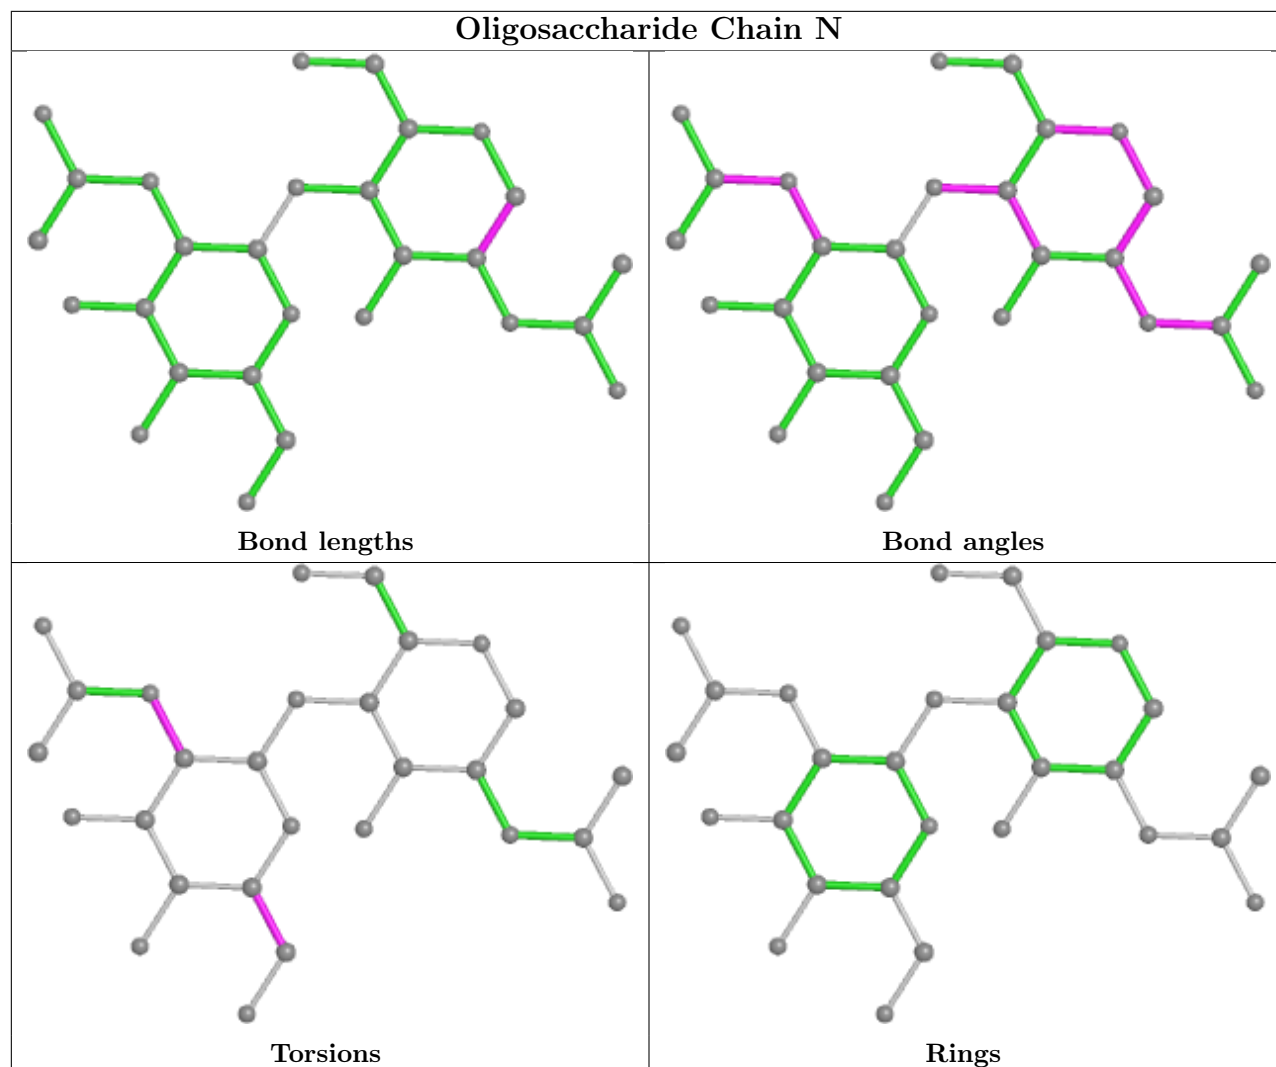 Oligosaccharide Chain N
Bond lengths
Bond angles
Torsions
Rings